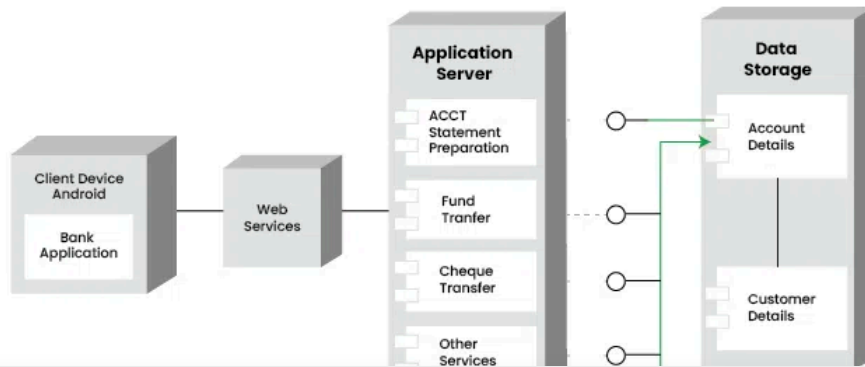 Client Device
Android
Bank
Application
Web
Services
Application
Server
ACCT
Statement
Preparation
Fund
Tranfer
Cheque
Transfer
Other
Services
Data
Storage
Account
Details
Customer
Details